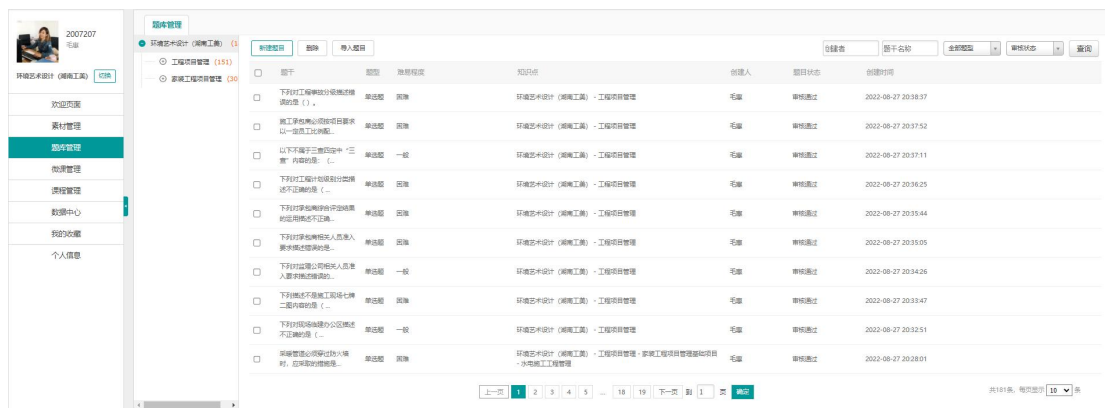 2007207
毛犟
环境艺术设计（湖南工美）
切换
欢迎页面
素材管理
题库管理
微课管理
课程管理
数据中心
我的收藏
个人信息
题库管理
环境艺术设计（湖南工美）
工程项目管理 (151)
家装工程项目管理 (30
新建题目 删除 导入题目
创建者 题干名称 全部题型 审核状态 查询
题干 题型 难易程度 知识点 创建人 题目状态 创建时间
下列对工程事故分级描述错
误的是（ ）。
单选题 困难 环境艺术设计（湖南工美） - 工程项目管理 审核通过 2022-08-27 20:38:37
施工承包商必须按项目要求
以一定员工比例配...
单选题 困难 环境艺术设计（湖南工美） - 工程项目管理 审核通过 2022-08-27 20:37:52
以下不属于三查四定中“三
查”内容的是：（...
单选题 一般 环境艺术设计（湖南工美） - 工程项目管理 审核通过 2022-08-27 20:37:11
下列对工程计划级别分类描
述不正确的是（ ...
单选题 困难 环境艺术设计（湖南工美） - 工程项目管理 审核通过 2022-08-27 20:36:25
下列对承包商综合评定结果
的运用描述不正确...
单选题 困难 环境艺术设计（湖南工美） - 工程项目管理 审核通过 2022-08-27 20:35:44
下列对承包商相关人员准入
要求描述错误的是...
单选题 困难 环境艺术设计（湖南工美） - 工程项目管理 审核通过 2022-08-27 20:35:05
下列对监理公司相关人员准
入要求描述错误的...
单选题 一般 环境艺术设计（湖南工美） - 工程项目管理 审核通过 2022-08-27 20:34:26
下列描述不是施工现场七牌
二图内容的是（ ...
单选题 困难 环境艺术设计（湖南工美） - 工程项目管理 审核通过 2022-08-27 20:33:47
下列对现场临建办公区描述
不正确的是（ ...
单选题 一般 环境艺术设计（湖南工美） - 工程项目管理 审核通过 2022-08-27 20:32:51
采暖管道必须穿过防火墙
时，应采取的措施是...
单选题 困难 环境艺术设计（湖南工美） - 工程项目管理 - 家装工程项目管理基础项目
- 水电施工工程管理
审核通过 2022-08-27 20:28:01
上一页 1 2 3 4 5 ... 18 19 下一页 到 1 页 确定
共181条，每页显示 10 条